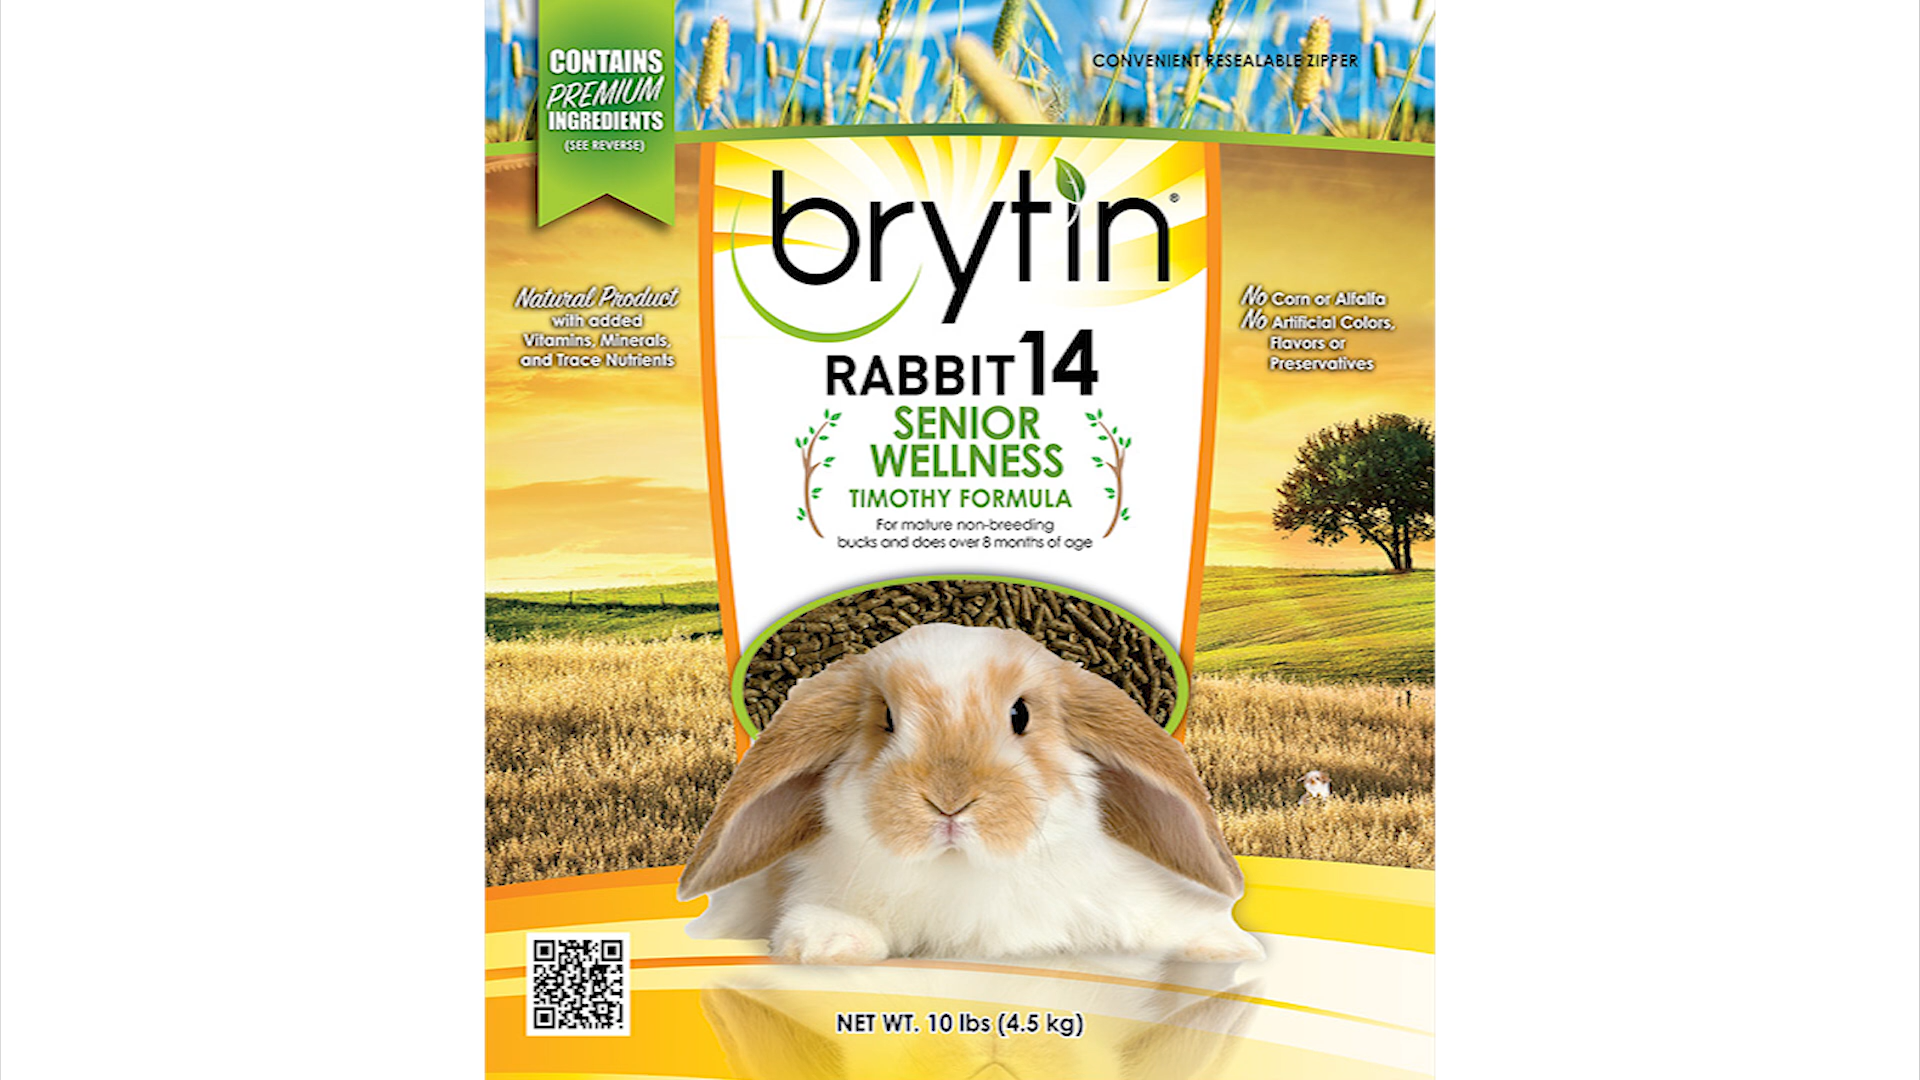 CONTAINS
PREMIUM
INGREDIENTS
(SEE REVERSE)
CONVENIENT RESEALABLE ZIPPER
brytin®
Natural Product
with added
Vitamins, Minerals,
and Trace Nutrients
No Corn or Alfalfa
No Artificial Colors,
Flavors or
Preservatives
RABBIT 14
SENIOR
WELLNESS
TIMOTHY FORMULA
For mature non-breeding
bucks and does over 8 months of age
NET WT. 10 lbs (4.5 kg)